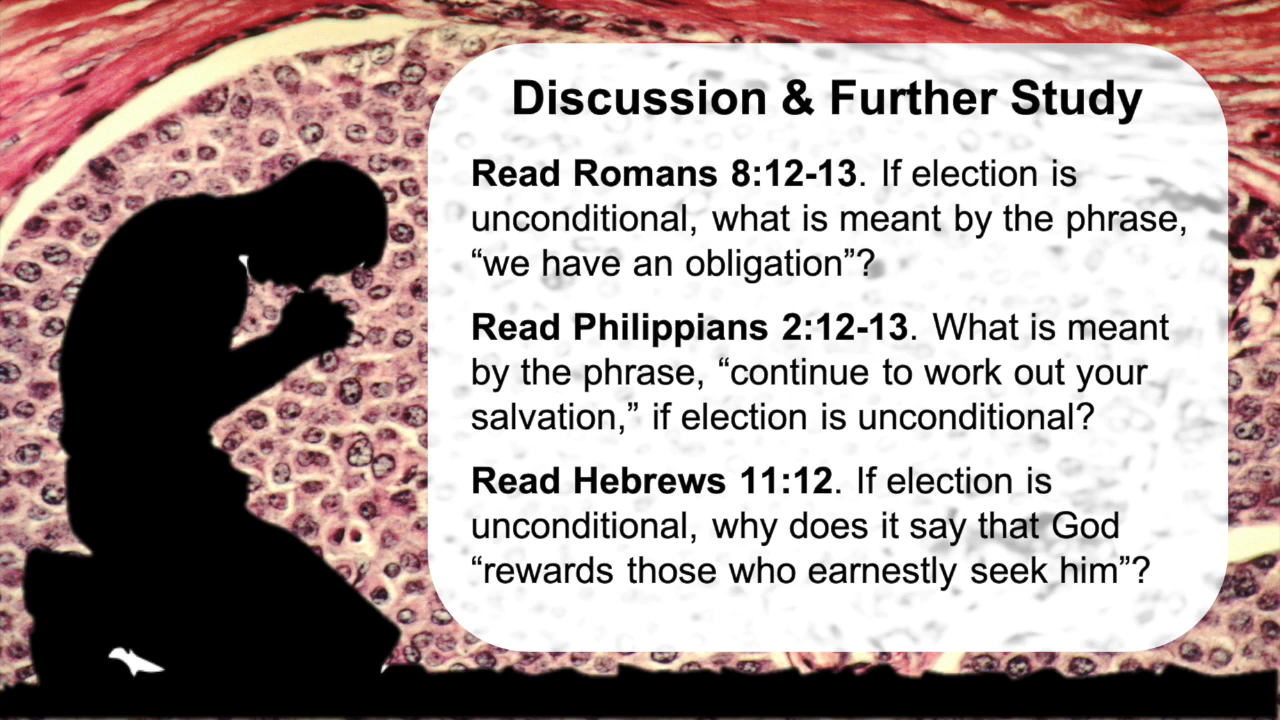 Discussion & Further Study
Read Romans 8:12-13. If election is
unconditional, what is meant by the phrase,
“we have an obligation”?
Read Philippians 2:12-13. What is meant
by the phrase, “continue to work out your
salvation,” if election is unconditional?
Read Hebrews 11:12. If election is
unconditional, why does it say that God
“rewards those who earnestly seek him”?